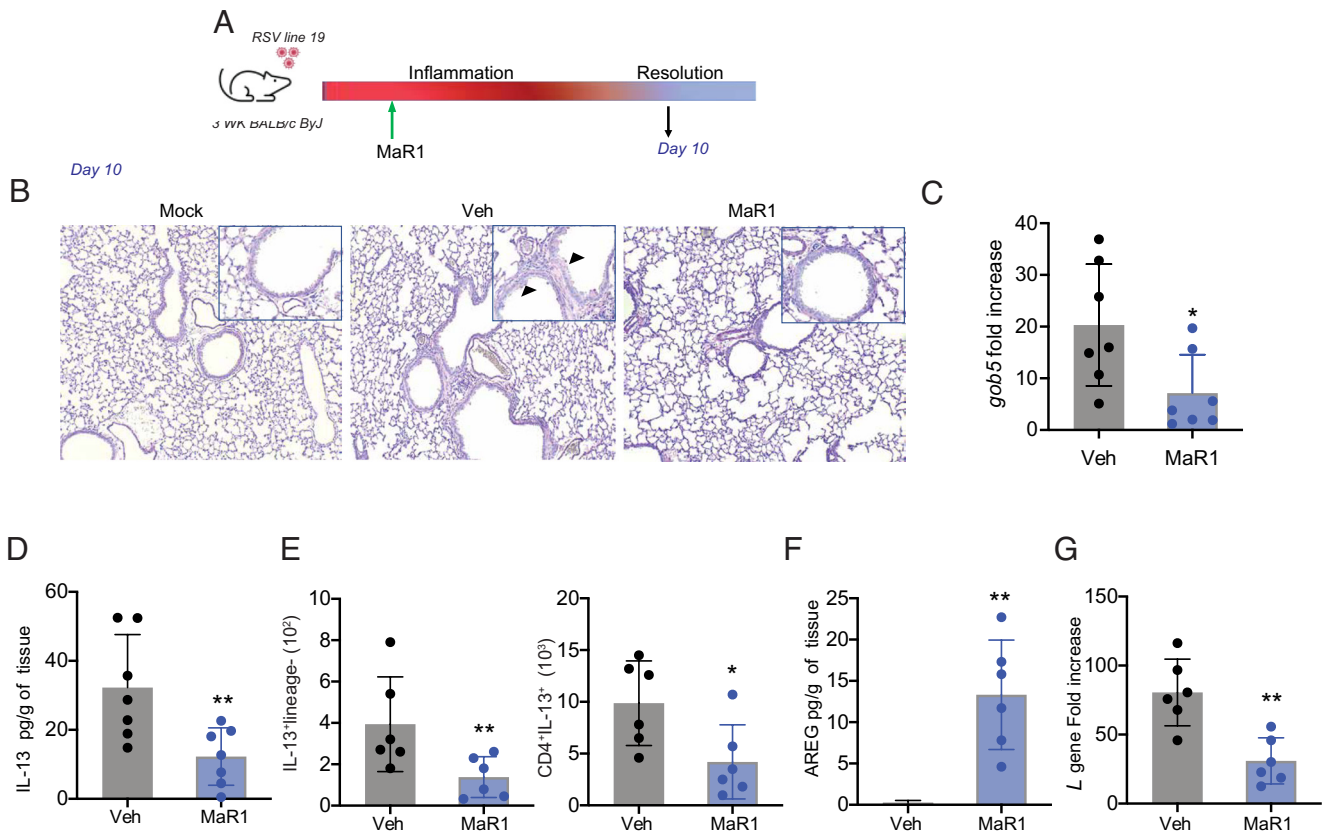 A
RSV line 19
Inflammation
Resolution
3 WK BALB/c ByJ
MaR1
Day 10
Day 10
B
Mock
Veh
MaR1
C
gob5 fold increase
40
30
20
10
0
*
Veh
MaR1
D
IL-13 pg/g of tissue
60
40
20
0
**
Veh
MaR1
E
IL-13⁺lineage- (10²)
10
8
6
4
2
0
**
Veh
MaR1
CD4⁺IL-13⁺ (10³)
20
15
10
5
0
*
Veh
MaR1
F
AREG pg/g of tissue
25
20
15
10
5
0
**
Veh
MaR1
G
L gene Fold increase
150
100
50
0
**
Veh
MaR1